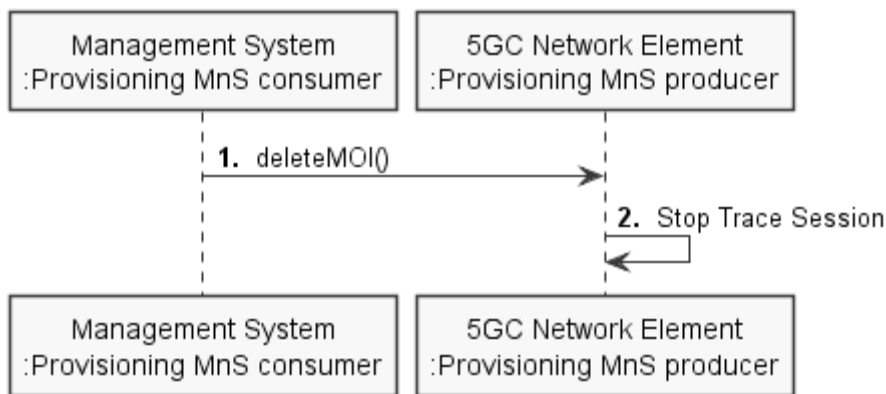 Management System
:Provisioning MnS consumer
5GC Network Element
:Provisioning MnS producer
1. deleteMOI()
2. Stop Trace Session
Management System
:Provisioning MnS consumer
5GC Network Element
:Provisioning MnS producer